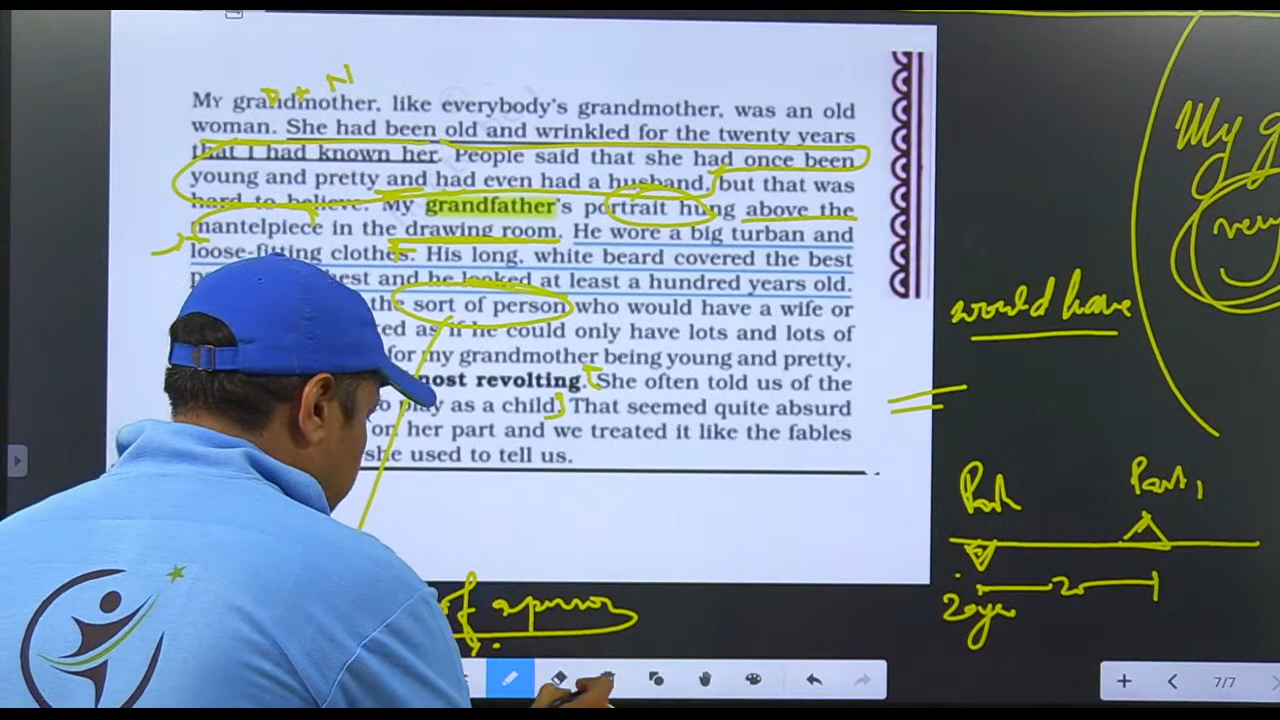 My grandmother, like everybody's grandmother, was an old
woman. She had been old and wrinkled for the twenty years
that I had known her. People said that she had once been
young and pretty and had even had a husband, but that was
hard to believe. My grandfather's portrait hung above the
mantelpiece in the drawing room. He wore a big turban and
loose-fitting clothes. His long, white beard covered the best
and he looked at least a hundred years old.
the sort of person who would have a wife or
as if he could only have lots and lots of
for my grandmother being young and pretty,
most revolting. She often told us of the
play as a child. That seemed quite absurd
on her part and we treated it like the fables
she used to tell us.
N
My g
very
would have
Past 1
20
of a person
7/7